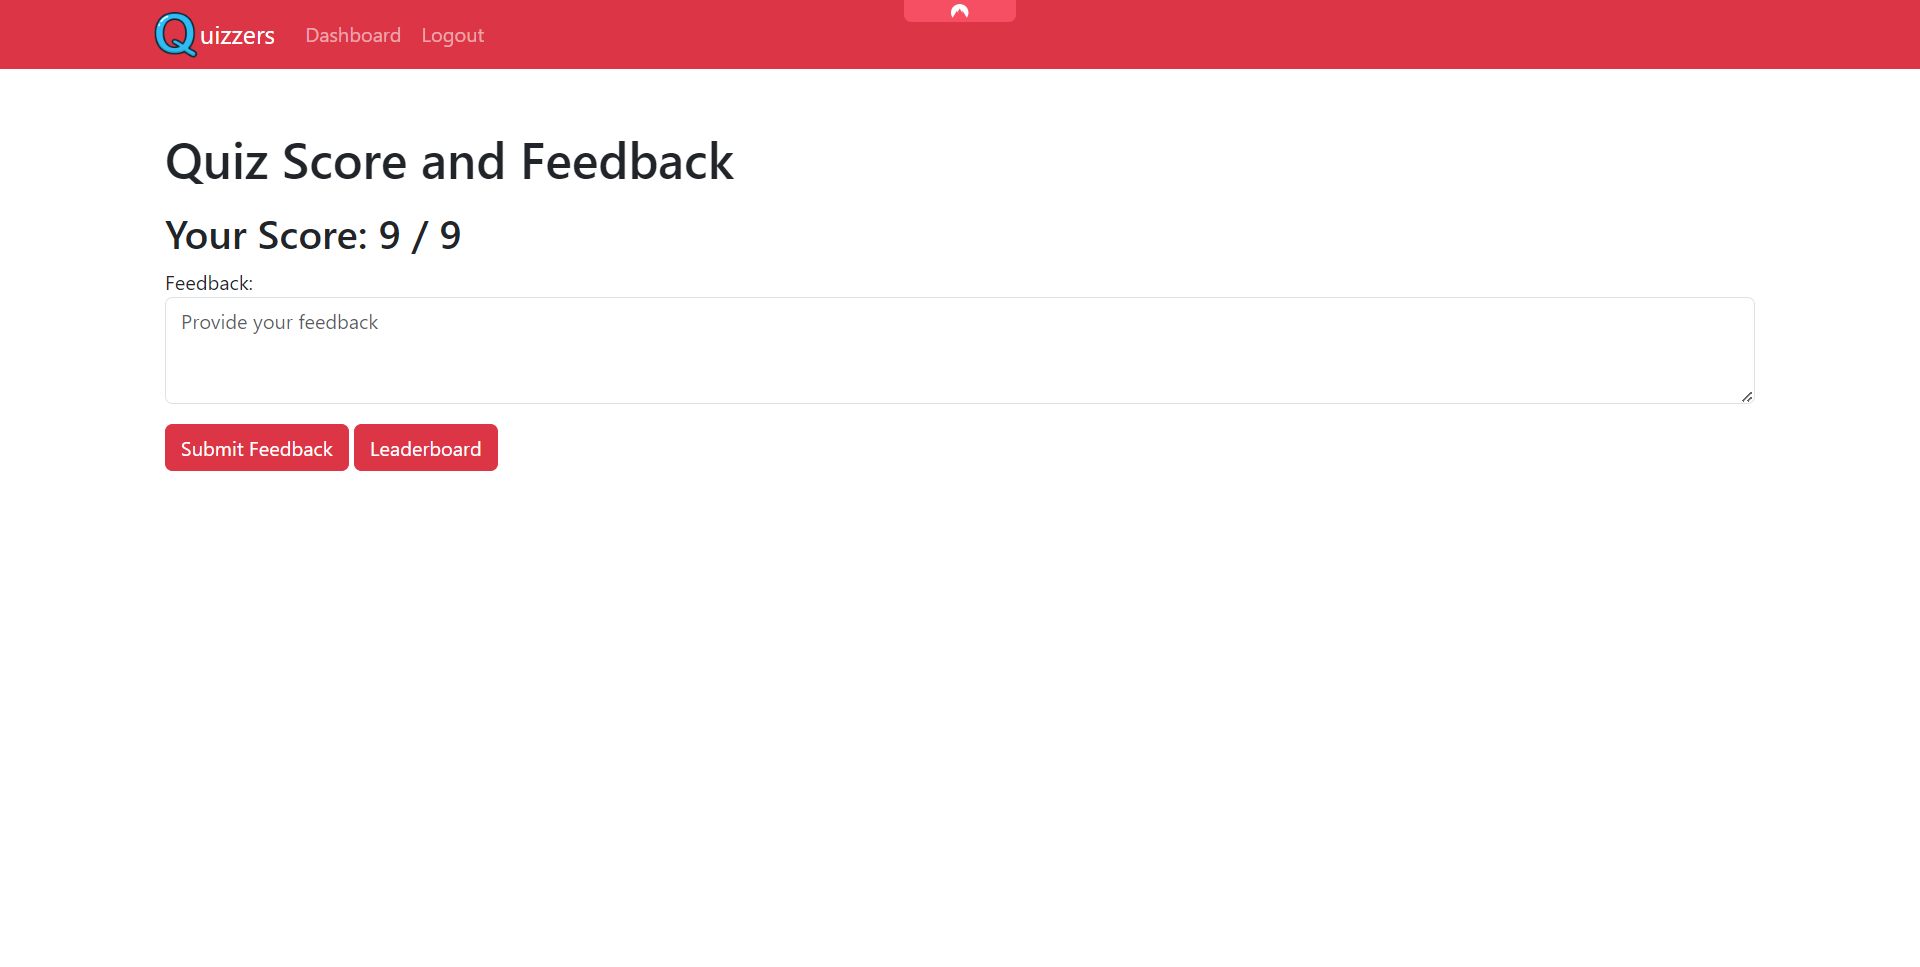 Quizzers Dashboard Logout
Quiz Score and Feedback
Your Score: 9 / 9
Feedback:
Provide your feedback
Submit Feedback Leaderboard